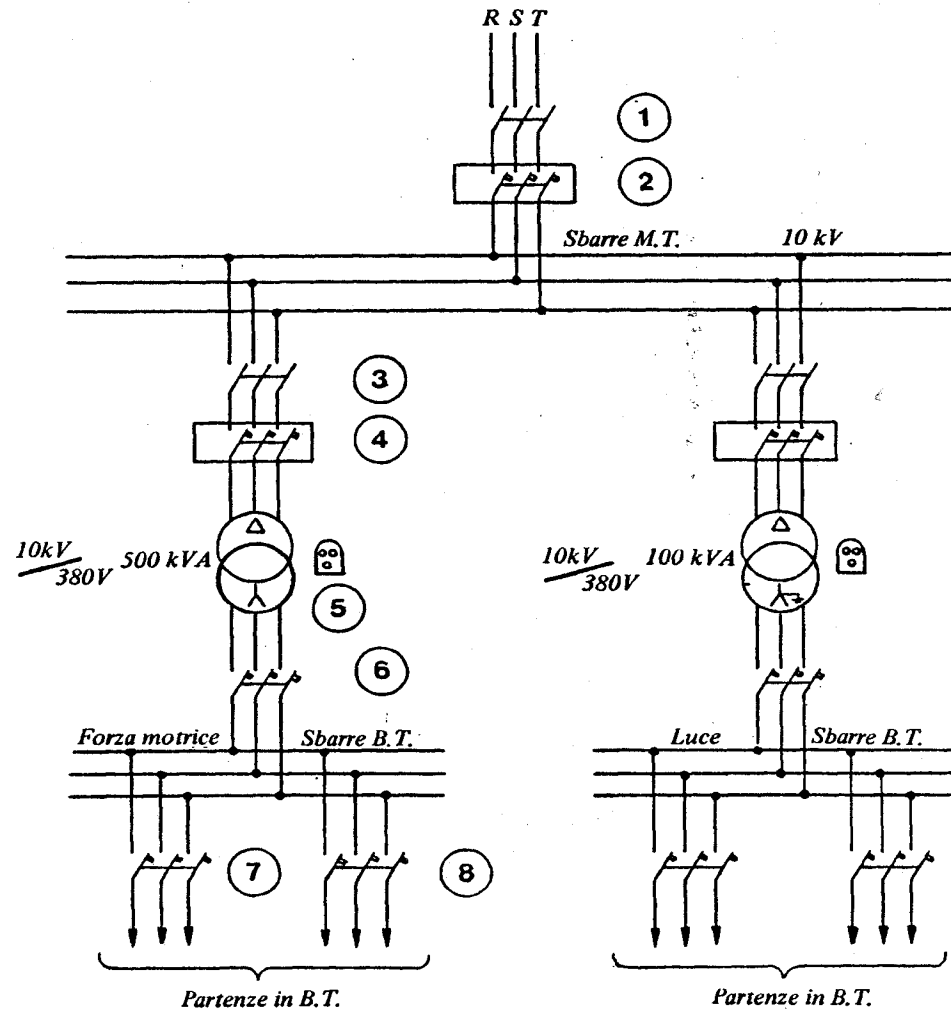 R S T
1
2
Sbarre M.T. 10 kV
3
4
10kV/380V 500 kVA
10kV/380V 100 kVA
5
6
Forza motrice Sbarre B.T.
Luce Sbarre B.T.
7
8
Partenze in B.T.
Partenze in B.T.